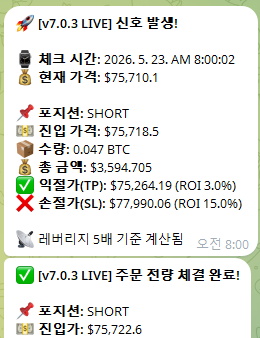 🚀 [v7.0.3 LIVE] 신호 발생!
⌚ 체크 시간: 2026. 5. 23. AM 8:00:02
💰 현재 가격: $75,710.1
📌 포지션: SHORT
💵 진입 가격: $75,718.5
📦 수량: 0.047 BTC
💰 총 금액: $3,594.705
✅ 익절가(TP): $75,264.19 (ROI 3.0%)
❌ 손절가(SL): $77,990.06 (ROI 15.0%)
📡 레버리지 5배 기준 계산됨 오전 8:00
✅ [v7.0.3 LIVE] 주문 전량 체결 완료!
📌 포지션: SHORT
💵 진입가: $75,722.6